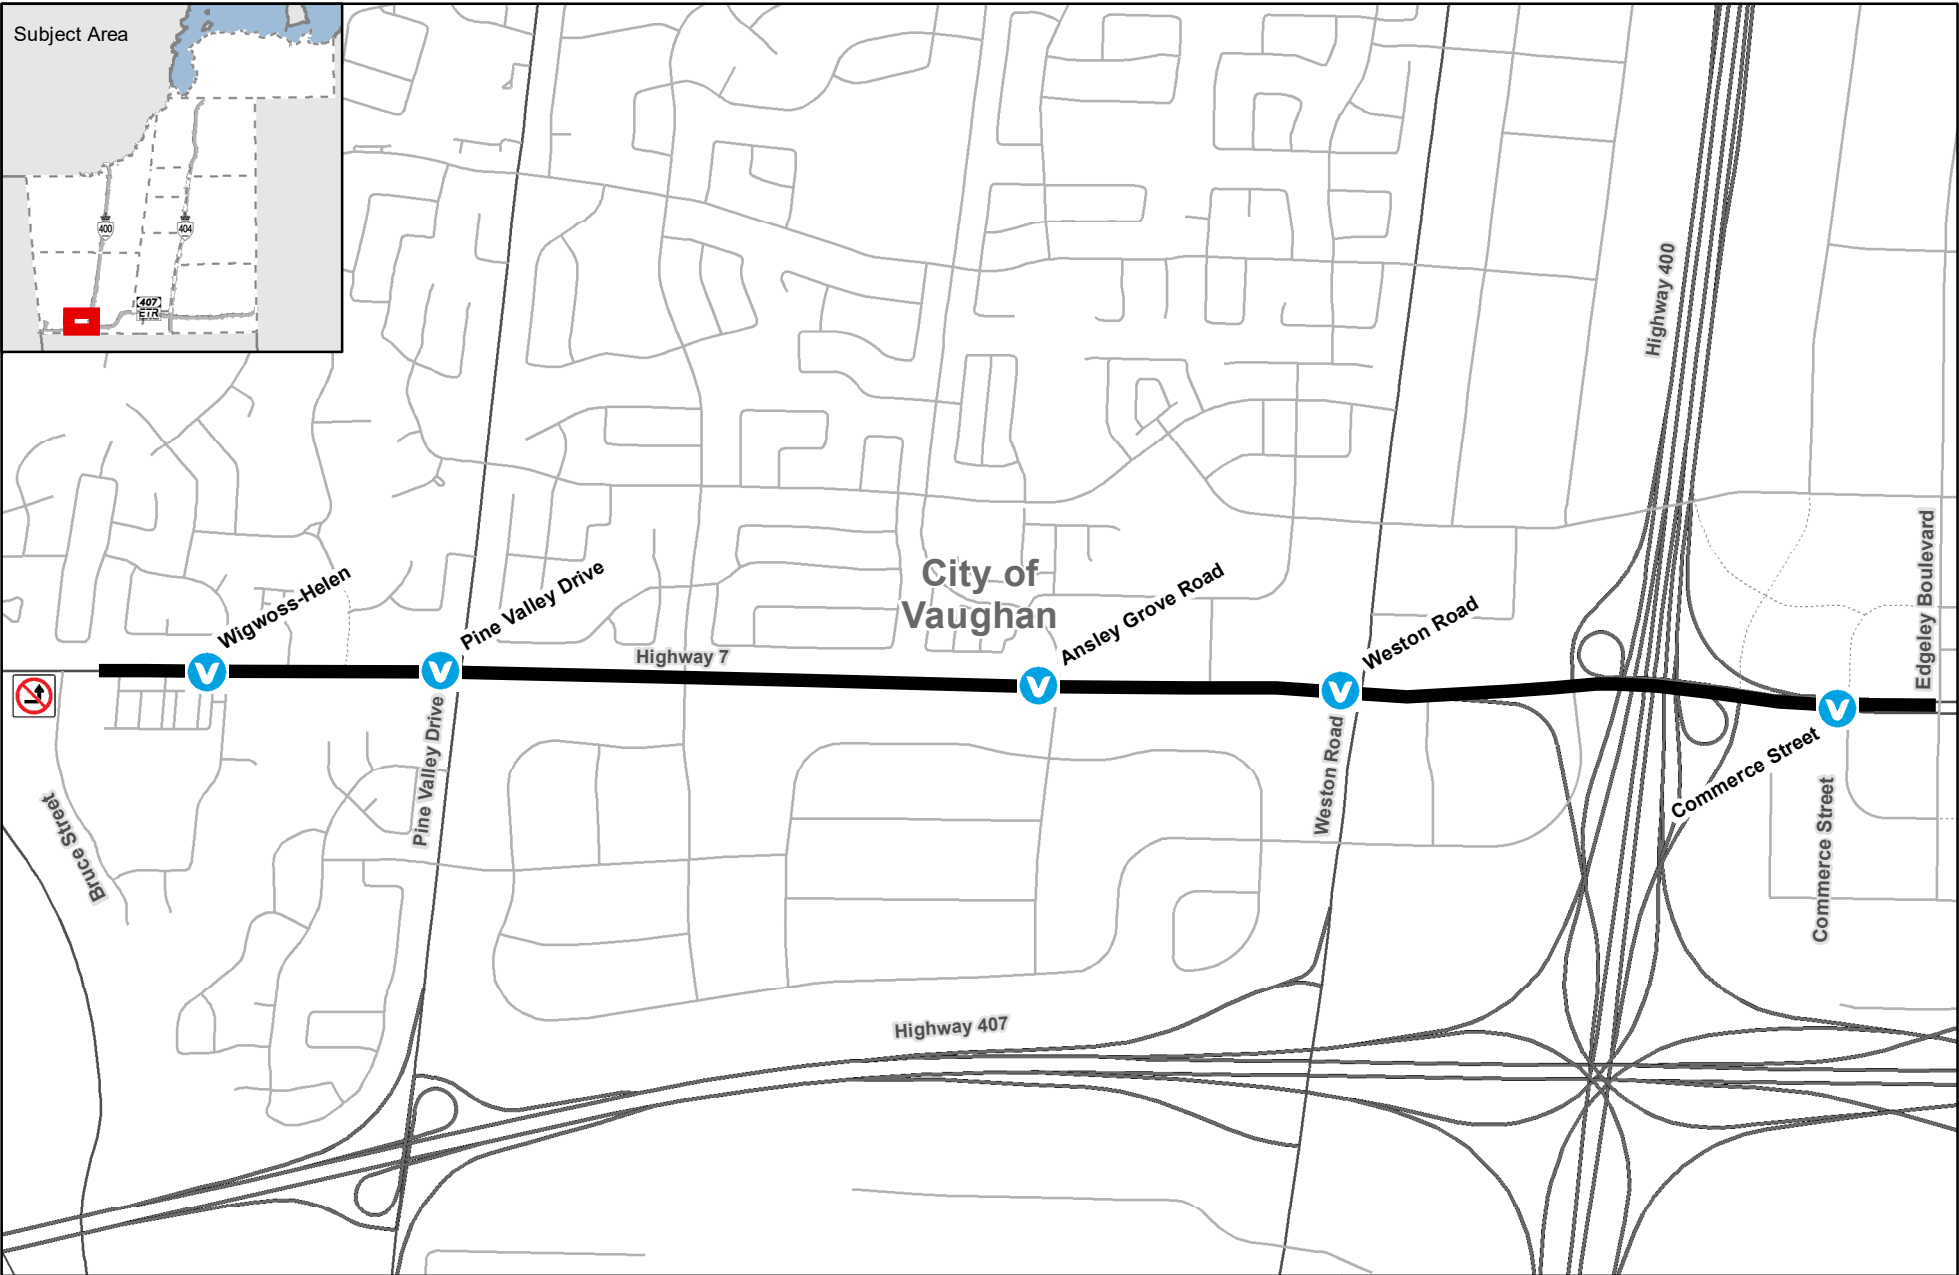 Subject Area
400
404
407
ETR
Highway 400
Edgeley Boulevard
City of
Vaughan
Wigwoss-Helen
Pine Valley Drive
Ansley Grove Road
Weston Road
Highway 7
V
V
V
V
V
Commerce Street
Pine Valley Drive
Weston Road
Commerce Street
Bruce Street
Highway 407